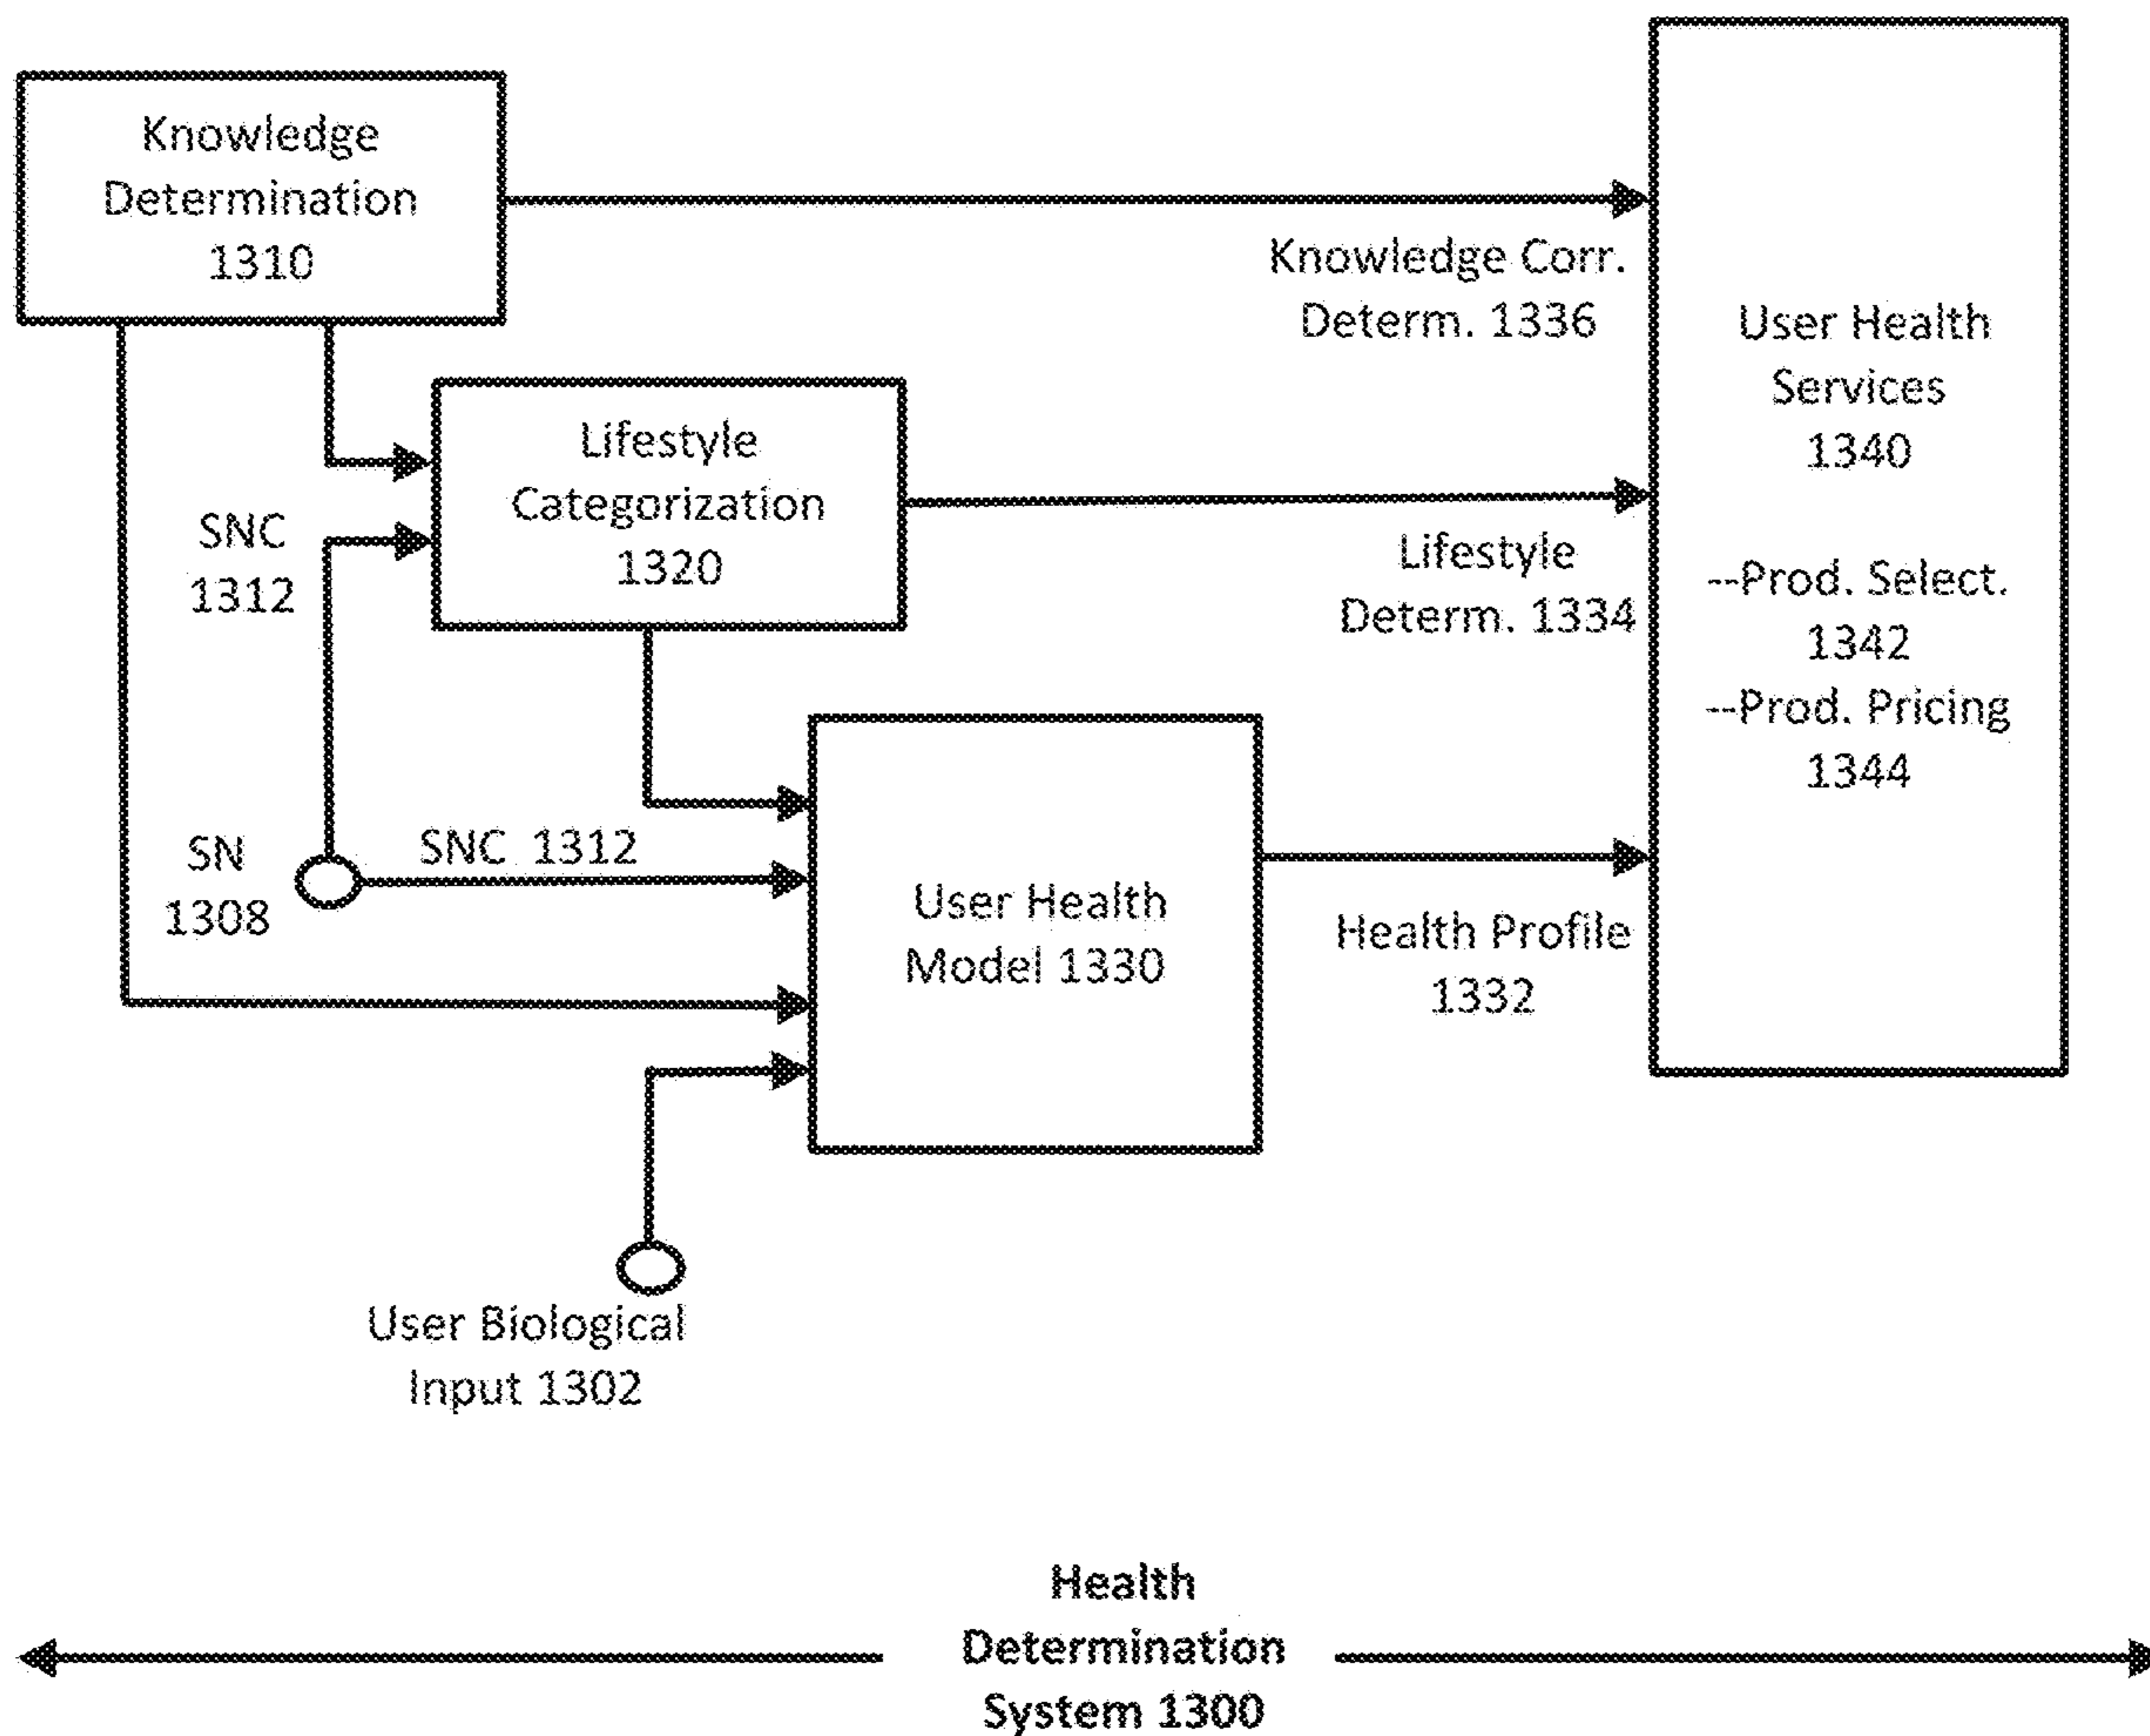 Knowledge
Determination
1310
Knowledge Corr.
Determ. 1336
User Health
Services
1340
--Prod. Select.
1342
--Prod. Pricing
1344
Lifestyle
Categorization
1320
SNC
1312
Lifestyle
Determ. 1334
SN
1308
SNC 1312
User Health
Model 1330
Health Profile
1332
User Biological
Input 1302
Health
Determination
System 1300